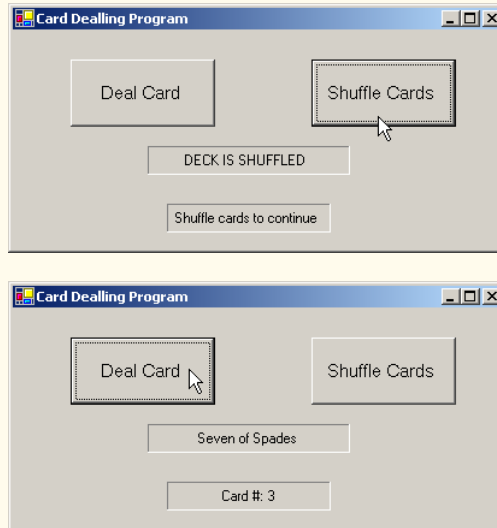 Card Dealling Program
Deal Card Shuffle Cards
DECK IS SHUFFLED
Shuffle cards to continue
Card Dealling Program
Deal Card Shuffle Cards
Seven of Spades
Card #: 3